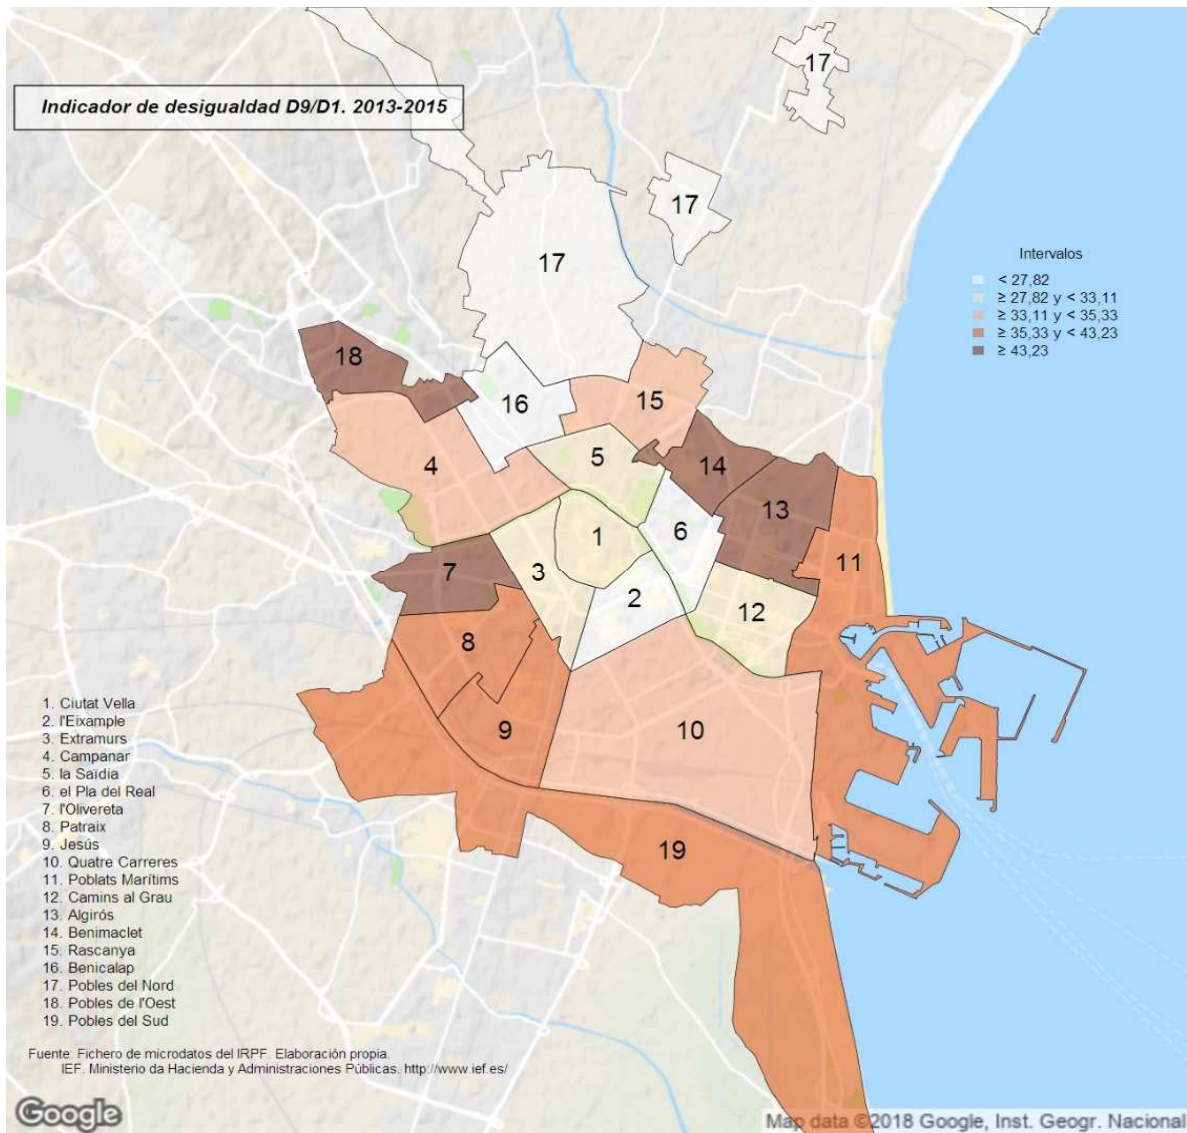 17
Indicador de desigualdad D9/D1. 2013-2015
17
17
Intervalos
< 27,82
≥ 27,82 y < 33,11
≥ 33,11 y < 35,33
≥ 35,33 y < 43,23
≥ 43,23
18
16
15
4
5
14
13
6
1
11
7
3
2
12
8
9
10
19
1. Ciutat Vella
2. l'Eixample
3. Extramurs
4. Campanar
5. la Saïdia
6. el Pla del Real
7. l'Olivereta
8. Patraix
9. Jesús
10. Quatre Carreres
11. Poblats Marítims
12. Camins al Grau
13. Algirós
14. Benimaclet
15. Rascanya
16. Benicalap
17. Pobles del Nord
18. Pobles de l'Oest
19. Pobles del Sud
Fuente: Fichero de microdatos del IRPF. Elaboración propia.
IEF. Ministerio da Hacienda y Administraciones Públicas. http://www.ief.es/
Google
Map data ©2018 Google, Inst. Geogr. Nacional